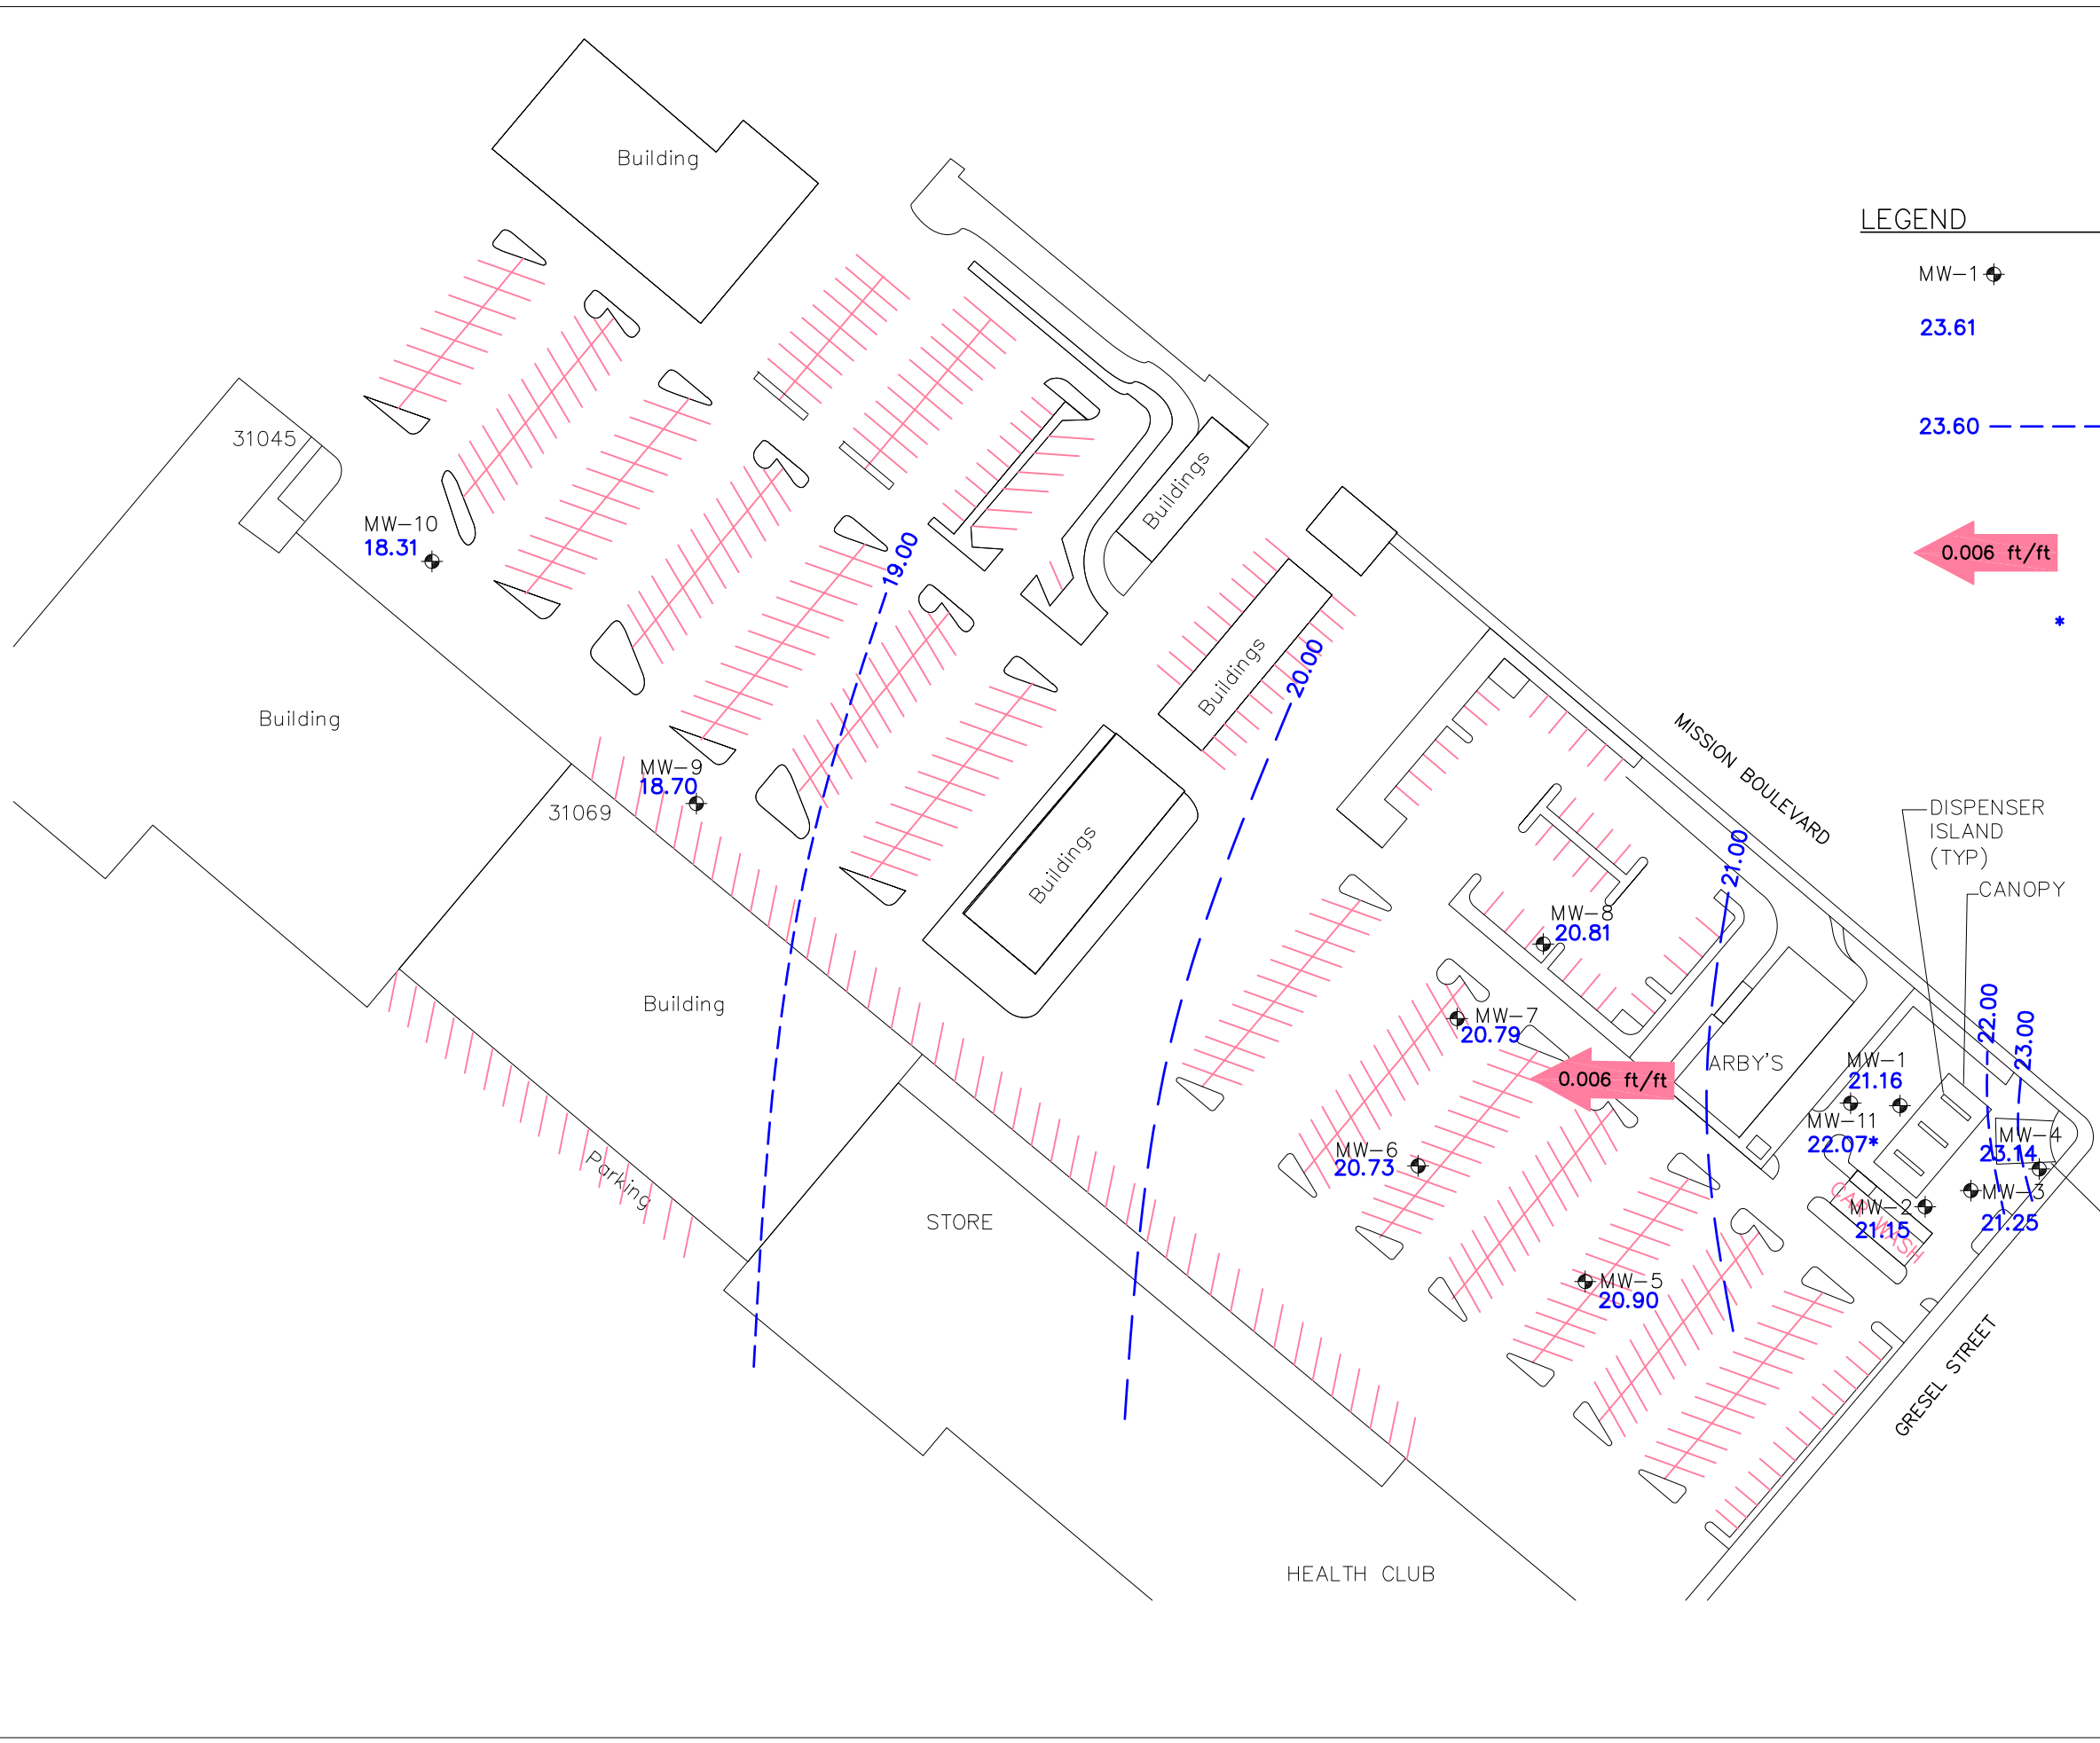 Building
LEGEND
MW-1
23.61
23.60
0.006 ft/ft
*
31045
MW-10
18.31
Building
19.00
Buildings
Buildings
20.00
MW-9
18.70
31069
Buildings
Building
Parking
STORE
HEALTH CLUB
MISSION BOULEVARD
21.00
DISPENSER
ISLAND
(TYP)
CANOPY
MW-8
20.81
MW-7
20.79
0.006 ft/ft
ARBY'S
MW-6
20.73
MW-5
20.90
22.00
23.00
MW-1
21.16
MW-11
22.07*
MW-4
23.14
MW-3
21.25
MW-2
21.15
CAR WASH
GRESEL STREET